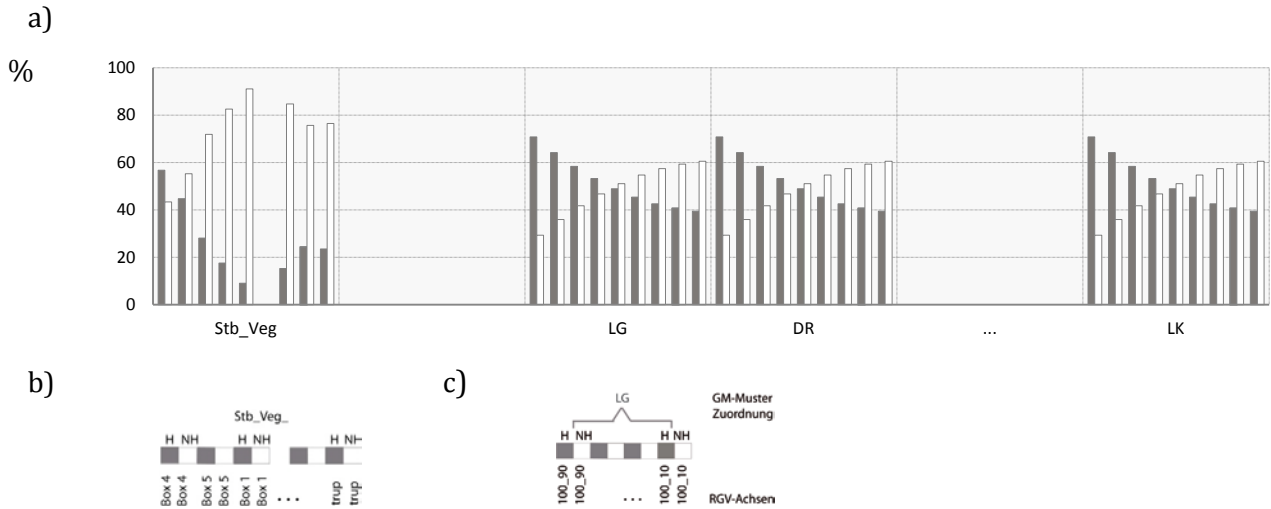 a)
%
100
80
60
40
20
0
Stb_Veg LG DR ... LK
b)
Stb_Veg_
H NH H NH H NH
Box 4 Box 4 Box 5 Box 5 Box 1 Box 1 ... trup trup
c)
LG GM-Muster
Zuordnung
H NH H NH
100_90 100_90 ... 100_10 100_10 RGV-Achsen